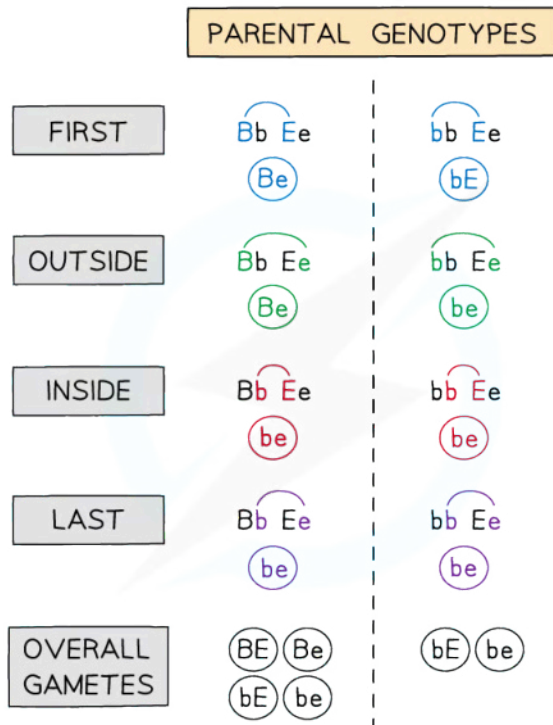 PARENTAL GENOTYPES
FIRST
Bb Ee
bb Ee
Be
bE
OUTSIDE
Bb Ee
bb Ee
Be
be
INSIDE
Bb Ee
bb Ee
be
be
LAST
Bb Ee
bb Ee
be
be
OVERALL GAMETES
BE Be
bE be
bE be